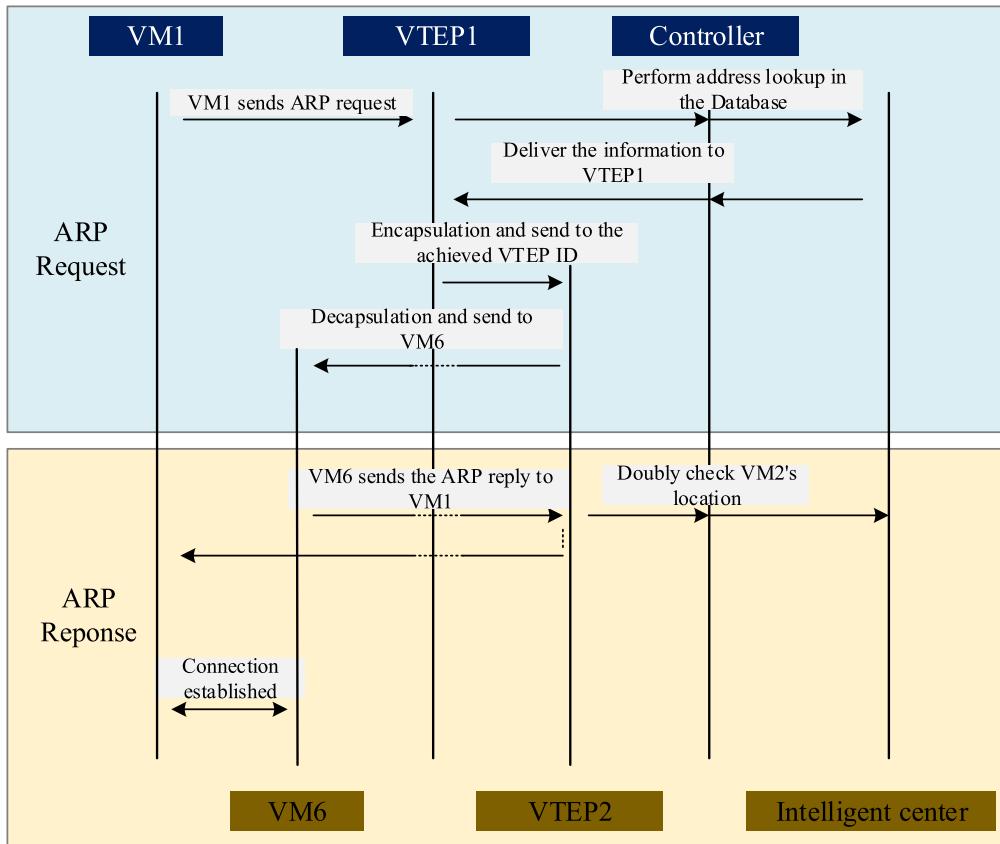 VM1
VTEP1
Controller
Perform address lookup in
the Database
VM1 sends ARP request
Deliver the information to
VTEP1
ARP
Request
Encapsulation and send to the
achieved VTEP ID
Decapsulation and send to
VM6
VM6 sends the ARP reply to
VM1
Doubly check VM2's
location
ARP
Reponse
Connection
established
VM6
VTEP2
Intelligent center